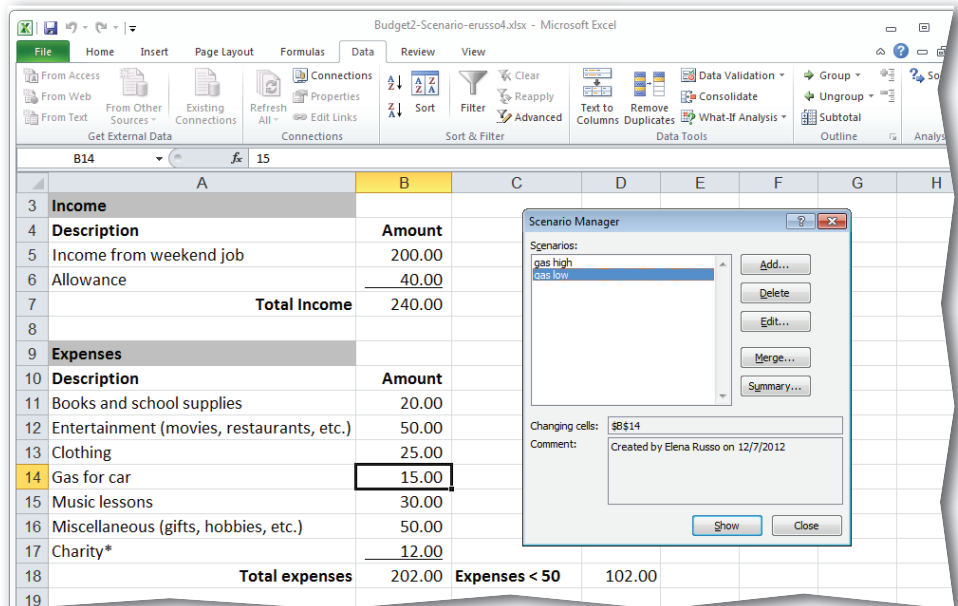 Budget2-Scenario-erusso4.xlsx - Microsoft Excel
File Home Insert Page Layout Formulas Data Review View
From Access
From Web
From Text
From Other Sources
Existing Connections
Get External Data
Refresh All
Connections
Properties
Edit Links
Connections
Sort
Filter
Clear
Reapply
Advanced
Sort & Filter
Text to Columns
Remove Duplicates
Data Validation
Consolidate
What-If Analysis
Data Tools
Group
Ungroup
Subtotal
Outline
B14 fx 15
A B C D E F G H
3 Income
4 Description Amount
5 Income from weekend job 200.00
6 Allowance 40.00
7 Total Income 240.00
8
9 Expenses
10 Description Amount
11 Books and school supplies 20.00
12 Entertainment (movies, restaurants, etc.) 50.00
13 Clothing 25.00
14 Gas for car 15.00
15 Music lessons 30.00
16 Miscellaneous (gifts, hobbies, etc.) 50.00
17 Charity* 12.00
18 Total expenses 202.00 Expenses < 50 102.00
19
Scenario Manager
Scenarios:
gas high
gas low
Add...
Delete
Edit...
Merge...
Summary...
Changing cells: $B$14
Comment: Created by Elena Russo on 12/7/2012
Show Close